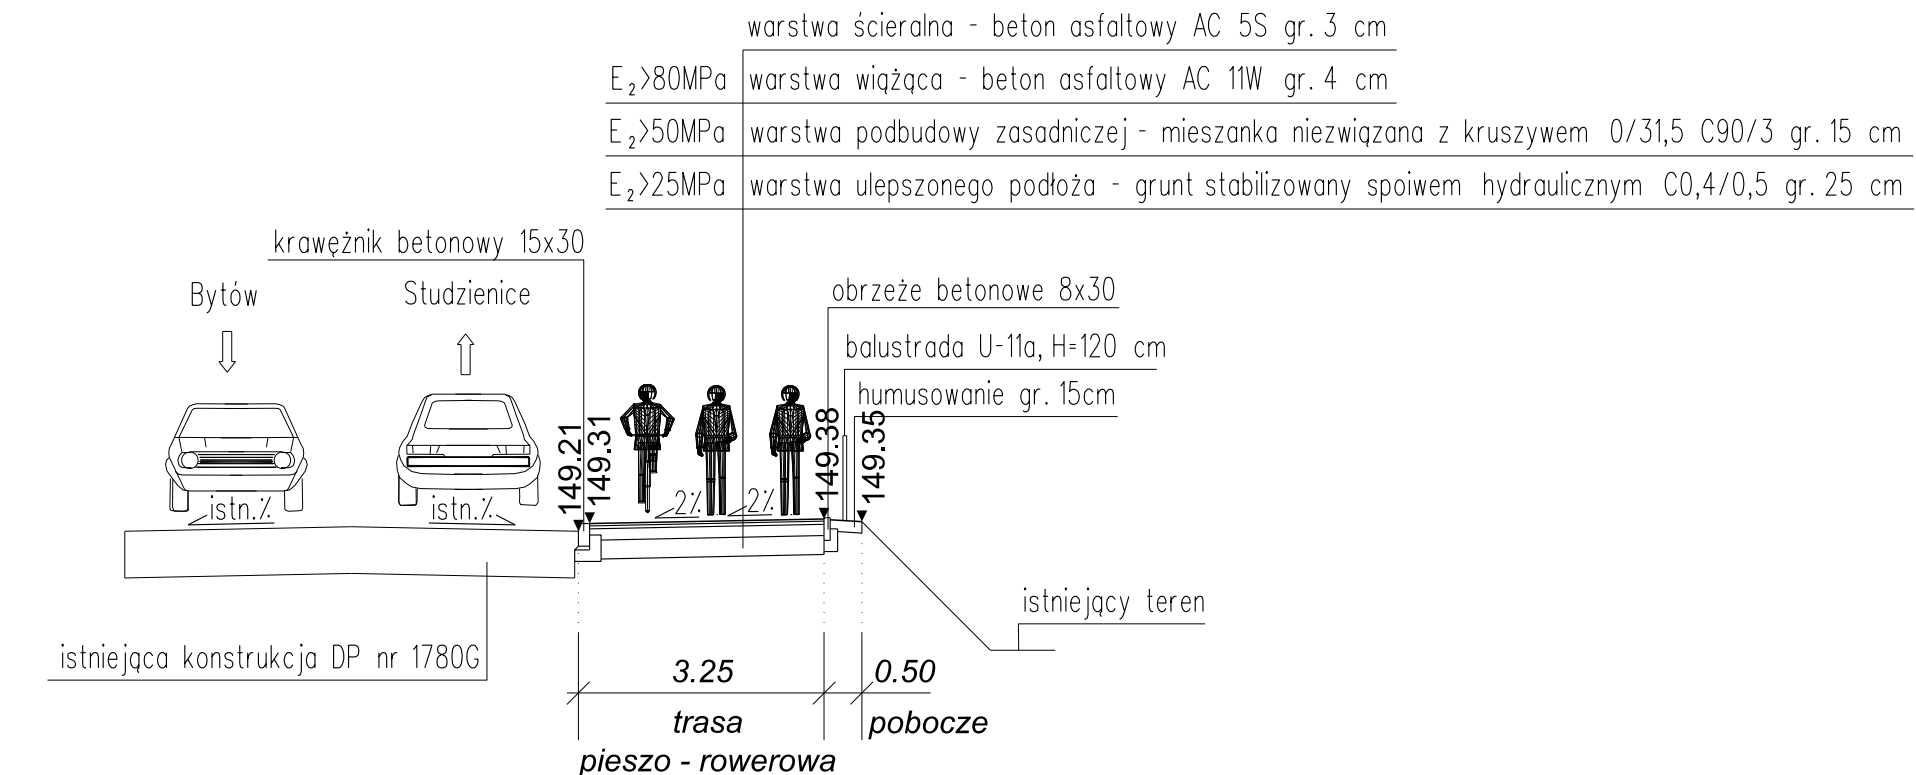 warstwa ścieralna - beton asfaltowy AC 5S gr. 3 cm
E₂>80MPa warstwa wiążąca - beton asfaltowy AC 11W gr. 4 cm
E₂>50MPa warstwa podbudowy zasadniczej - mieszanka niezwiązana z kruszywem 0/31,5 C90/3 gr. 15 cm
E₂>25MPa warstwa ulepszonego podłoża - grunt stabilizowany spoiwem hydraulicznym C0,4/0,5 gr. 25 cm
krawężnik betonowy 15x30
Bytów
Studzienice
obrzeże betonowe 8x30
balustrada U-11a, H=120 cm
humusowanie gr. 15cm
149.21
149.31
149.38
149.35
istn.%
istn.%
2%
2%
istniejący teren
istniejąca konstrukcja DP nr 1780G
3.25
0.50
trasa
pobocze
pieszo - rowerowa